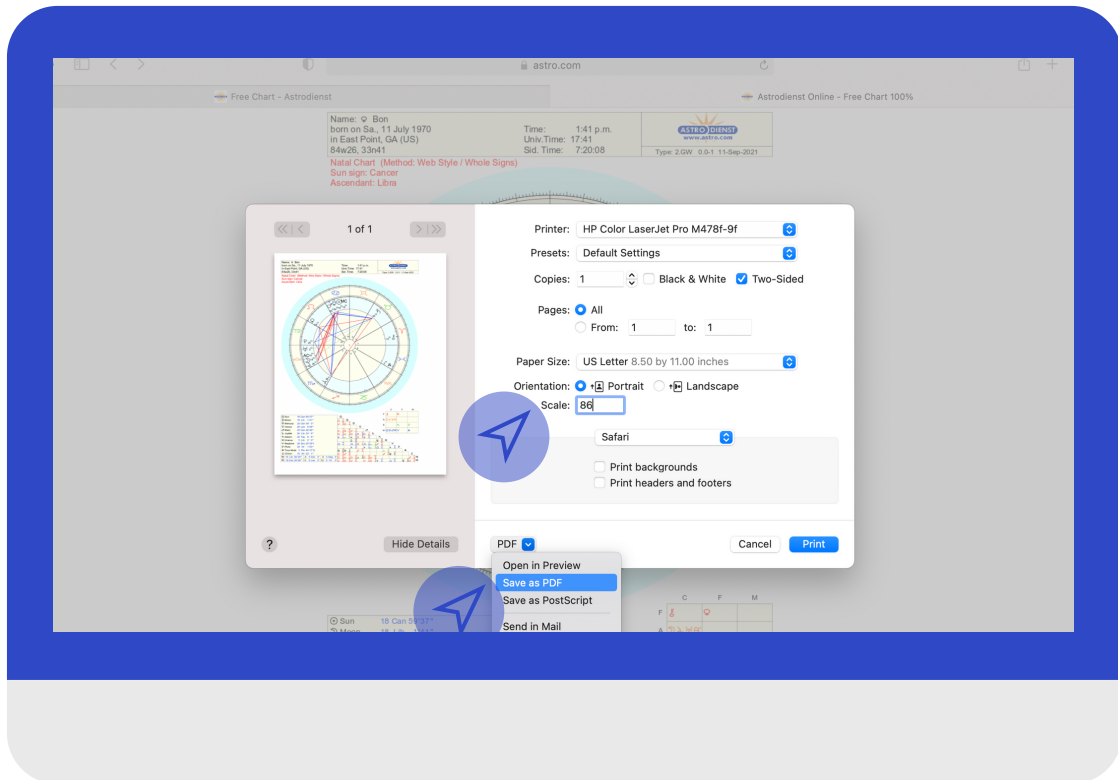 astro.com
Free Chart - Astrodienst
Astrodienst Online - Free Chart 100%
Name: ♀ Bon
born on Sa., 11 July 1970
in East Point, GA (US)
84w26, 33n41
Time: 1:41 p.m.
Univ.Time: 17:41
Sid. Time: 7:20:08
ASTRO DIENST
www.astro.com
Type: 2.GW 0.0-1 11-Sep-2021
Natal Chart (Method: Web Style / Whole Signs)
Sun sign: Cancer
Ascendant: Libra
1 of 1
Printer: HP Color LaserJet Pro M478f-9f
Presets: Default Settings
Copies: 1 Black & White Two-Sided
Pages: All
From: 1 to: 1
Paper Size: US Letter 8.50 by 11.00 inches
Orientation: Portrait Landscape
Scale: 86
Safari
Print backgrounds
Print headers and footers
? Hide Details PDF Cancel Print
Open in Preview
Save as PDF
Save as PostScript
Send in Mail
C F M
F
A
Sun 18 Can 59'37"